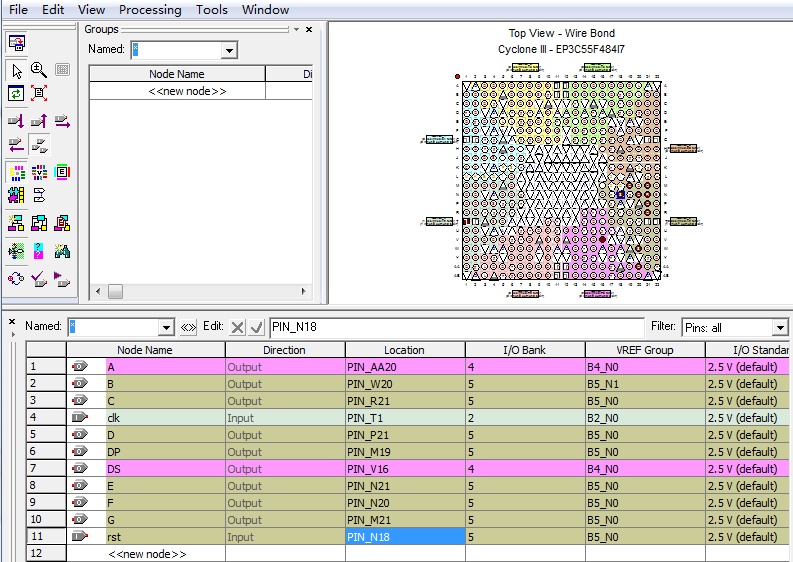 File Edit View Processing Tools Window
Groups
Named: *
Node Name Di
<<new node>>
Top View - Wire Bond
Cyclone III - EP3C55F484I7
Named: * Edit: PIN_N18 Filter: Pins: all
Node Name Direction Location I/O Bank VREF Group I/O Standar
1 A Output PIN_AA20 4 B4_N0 2.5 V (default)
2 B Output PIN_W20 5 B5_N1 2.5 V (default)
3 C Output PIN_R21 5 B5_N0 2.5 V (default)
4 clk Input PIN_T1 2 B2_N0 2.5 V (default)
5 D Output PIN_P21 5 B5_N0 2.5 V (default)
6 DP Output PIN_M19 5 B5_N0 2.5 V (default)
7 DS Output PIN_V16 4 B4_N0 2.5 V (default)
8 E Output PIN_N21 5 B5_N0 2.5 V (default)
9 F Output PIN_N20 5 B5_N0 2.5 V (default)
10 G Output PIN_M21 5 B5_N0 2.5 V (default)
11 rst Input PIN_N18 5 B5_N0 2.5 V (default)
12 <<new node>>